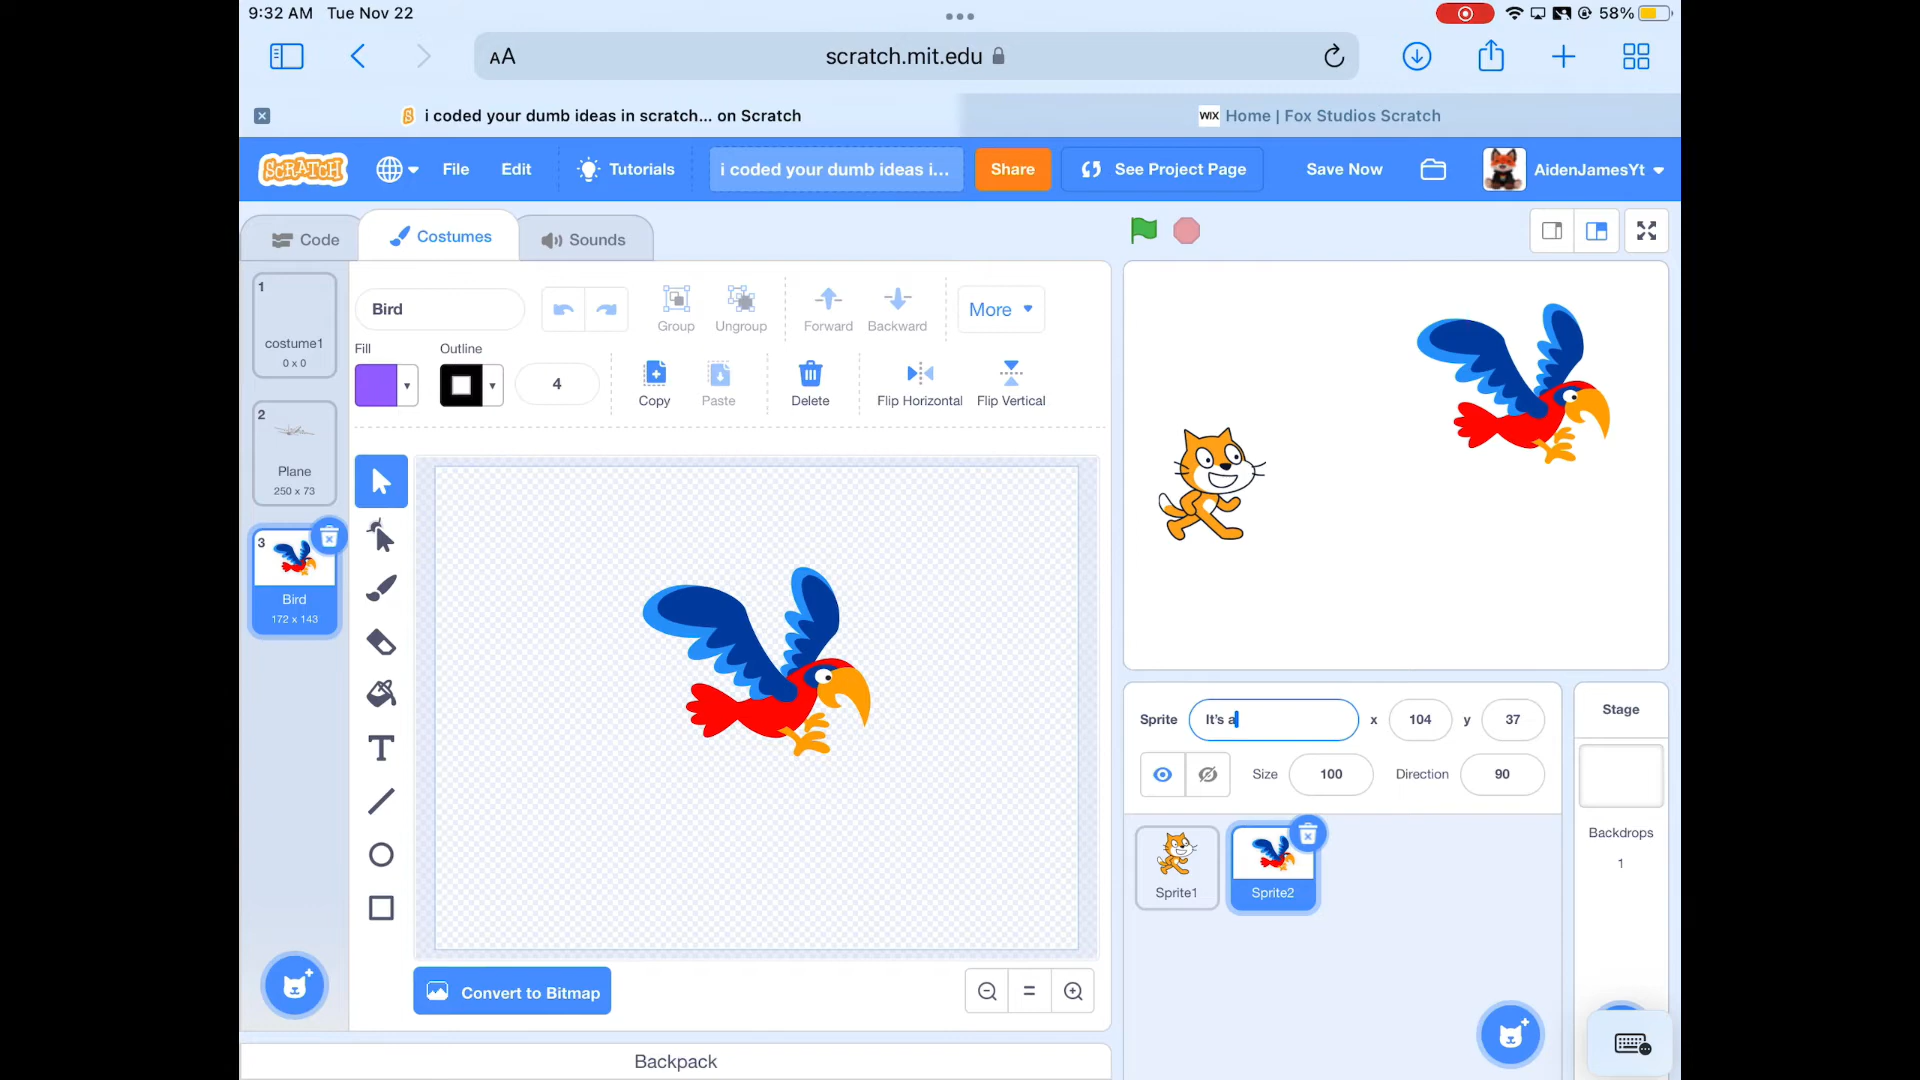 9:32 AM Tue Nov 22
58%
AA
scratch.mit.edu
i coded your dumb ideas in scratch... on Scratch
WIX Home | Fox Studios Scratch
SCRATCH
File
Edit
Tutorials
i coded your dumb ideas i...
Share
See Project Page
Save Now
AidenJamesYt
Code
Costumes
Sounds
1
costume1
0 x 0
2
Plane
250 x 73
3
Bird
172 x 143
Bird
Group
Ungroup
Forward
Backward
More
Fill
Outline
4
Copy
Paste
Delete
Flip Horizontal
Flip Vertical
T
Convert to Bitmap
Backpack
Sprite
It's a
x
104
y
37
Size
100
Direction
90
Sprite1
Sprite2
Stage
Backdrops
1